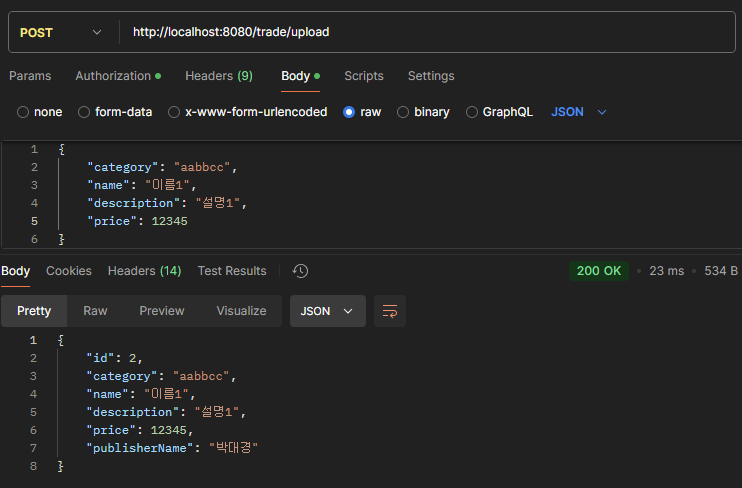 POST http://localhost:8080/trade/upload
Params Authorization Headers (9) Body Scripts Settings
none form-data x-www-form-urlencoded raw binary GraphQL JSON
1 {
2 "category": "aabbcc",
3 "name": "이름1",
4 "description": "설명1",
5 "price": 12345
6 }
Body Cookies Headers (14) Test Results 200 OK • 23 ms • 534 B
Pretty Raw Preview Visualize JSON
1 {
2 "id": 2,
3 "category": "aabbcc",
4 "name": "이름1",
5 "description": "설명1",
6 "price": 12345,
7 "publisherName": "박대경"
8 }